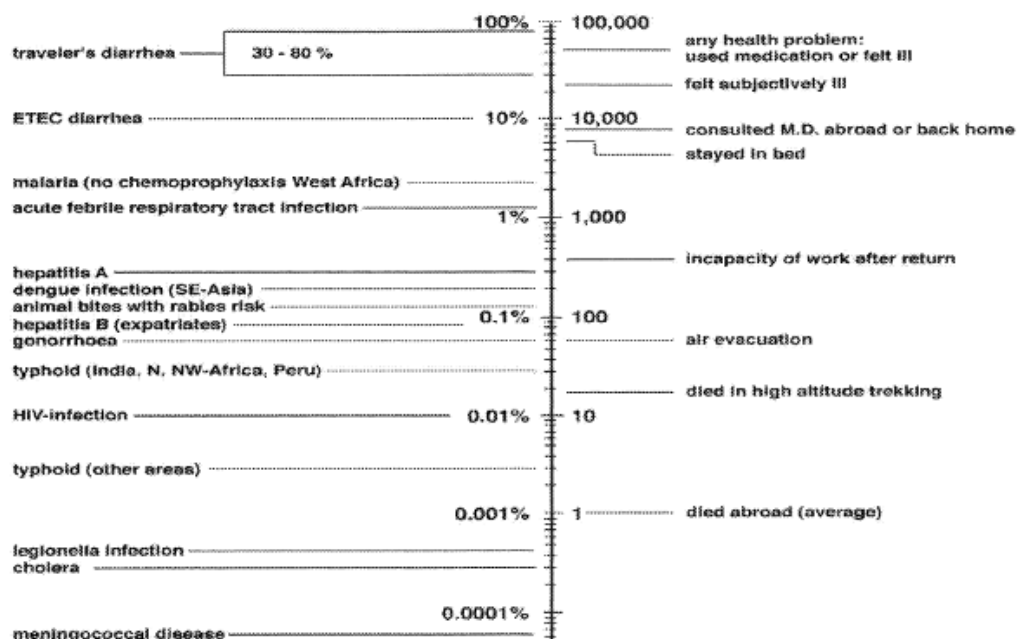 100% 100,000
traveler's diarrhea 30 - 80 %
any health problem:
used medication or felt ill
felt subjectively ill
ETEC diarrhea 10% 10,000
consulted M.D. abroad or back home
stayed in bed
malaria (no chemoprophylaxis West Africa)
acute febrile respiratory tract infection
1% 1,000
incapacity of work after return
hepatitis A
dengue infection (SE-Asia)
animal bites with rabies risk
hepatitis B (expatriates) 0.1% 100
gonorrhoea
air evacuation
typhoid (India, N, NW-Africa, Peru)
died in high altitude trekking
HIV-infection 0.01% 10
typhoid (other areas)
0.001% 1 died abroad (average)
legionella infection
cholera
0.0001%
meningococcal disease